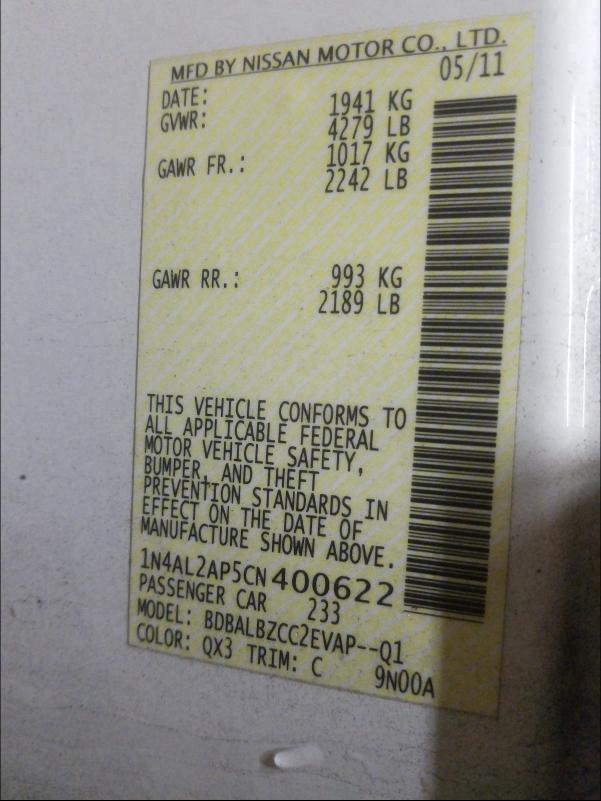 MFD BY NISSAN MOTOR CO., LTD.
DATE: 05/11
GVWR: 1941 KG
4279 LB
GAWR FR.: 1017 KG
2242 LB
GAWR RR.: 993 KG
2189 LB
THIS VEHICLE CONFORMS TO
ALL APPLICABLE FEDERAL
MOTOR VEHICLE SAFETY,
BUMPER, AND THEFT
PREVENTION STANDARDS IN
EFFECT ON THE DATE OF
MANUFACTURE SHOWN ABOVE.
1N4AL2AP5CN400622
PASSENGER CAR 233
MODEL: BDBALBZCC2EVAP--Q1
COLOR: QX3 TRIM: C 9N00A